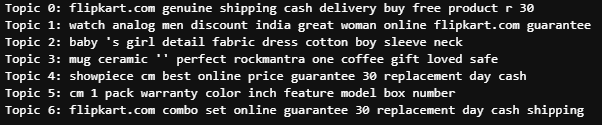 Topic 0: flipkart.com genuine shipping cash delivery buy free product r 30
Topic 1: watch analog men discount india great woman online flipkart.com guarantee
Topic 2: baby 's girl detail fabric dress cotton boy sleeve neck
Topic 3: mug ceramic '' perfect rockmantra one coffee gift loved safe
Topic 4: showpiece cm best online price guarantee 30 replacement day cash
Topic 5: cm 1 pack warranty color inch feature model box number
Topic 6: flipkart.com combo set online guarantee 30 replacement day cash shipping